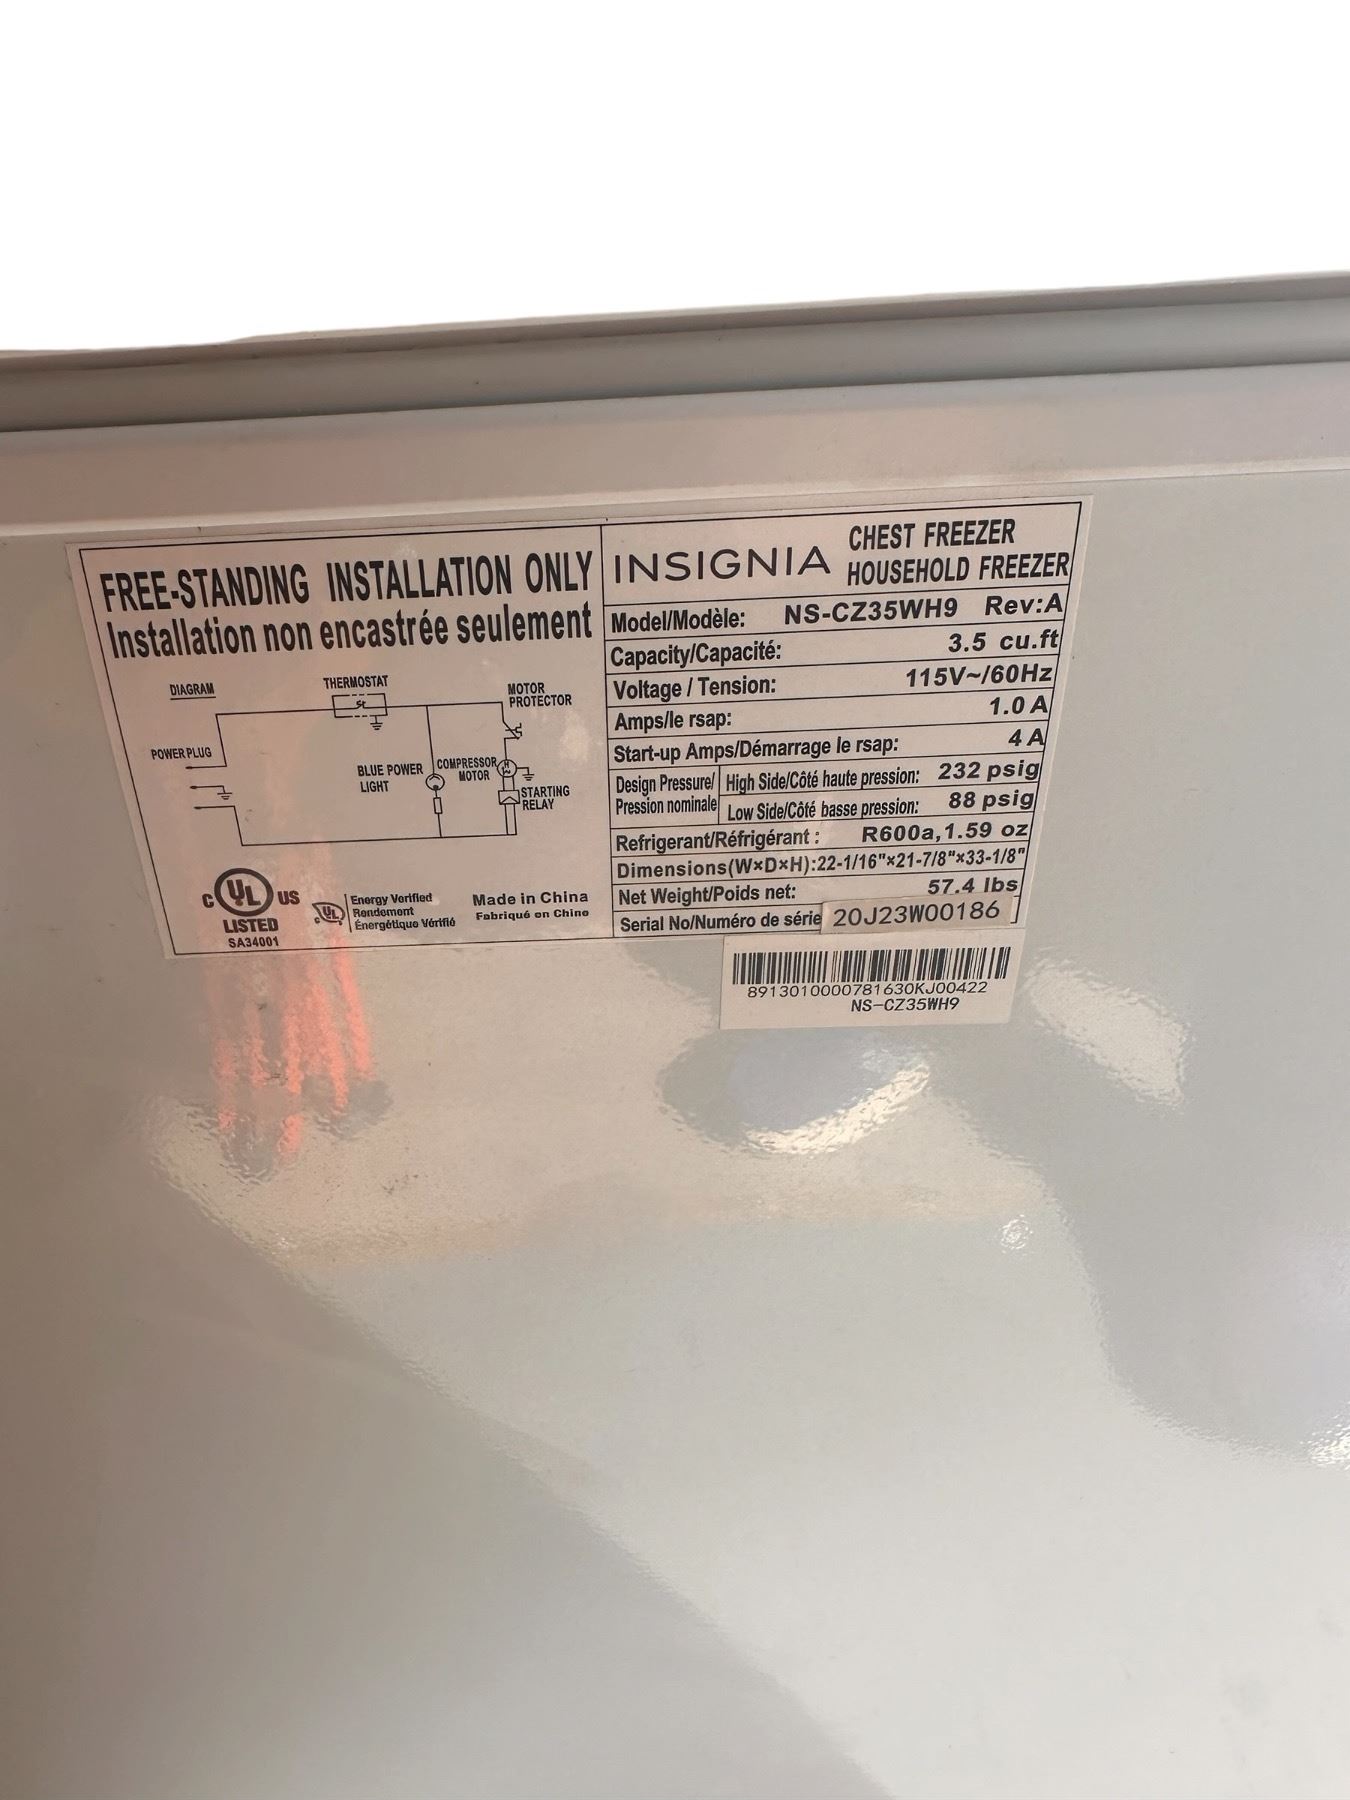 FREE-STANDING INSTALLATION ONLY
Installation non encastrée seulement
DIAGRAM
THERMOSTAT
St
MOTOR
PROTECTOR
POWER PLUG
BLUE POWER
LIGHT
COMPRESSOR
MOTOR
STARTING
RELAY
C UL US
LISTED
SA34001
c UL
Energy Verified
Rendement
Énergétique Vérifié
Made in China
Fabriqué en Chine
INSIGNIA
CHEST FREEZER
HOUSEHOLD FREEZER
Model/Modèle: NS-CZ35WH9 Rev:A
Capacity/Capacité: 3.5 cu.ft
Voltage / Tension: 115V~/60Hz
Amps/le rsap: 1.0 A
Start-up Amps/Démarrage le rsap: 4 A
Design Pressure/
Pression nominale
High Side/Côté haute pression: 232 psig
Low Side/Côté basse pression: 88 psig
Refrigerant/Réfrigérant : R600a,1.59 oz
Dimensions(W×D×H):22-1/16"×21-7/8"×33-1/8"
Net Weight/Poids net: 57.4 lbs
Serial No/Numéro de série 20J23W00186
8913010000781630KJ00422
NS-CZ35WH9